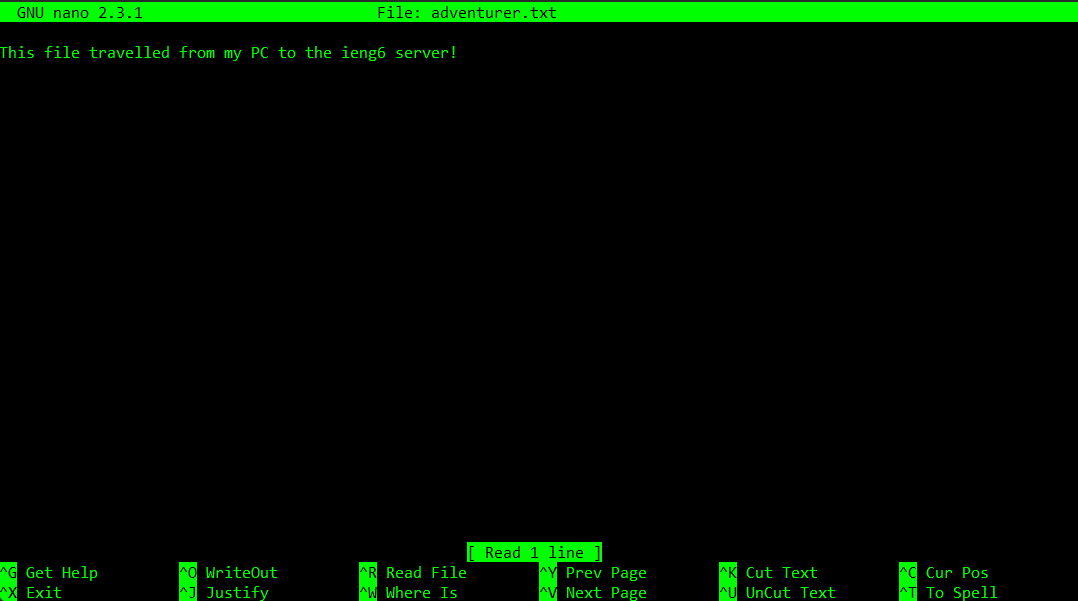 GNU nano 2.3.1 File: adventurer.txt
This file travelled from my PC to the ieng6 server!
[ Read 1 line ]
^G Get Help ^O WriteOut ^R Read File ^Y Prev Page ^K Cut Text ^C Cur Pos
^X Exit ^J Justify ^W Where Is ^V Next Page ^U UnCut Text ^T To Spell